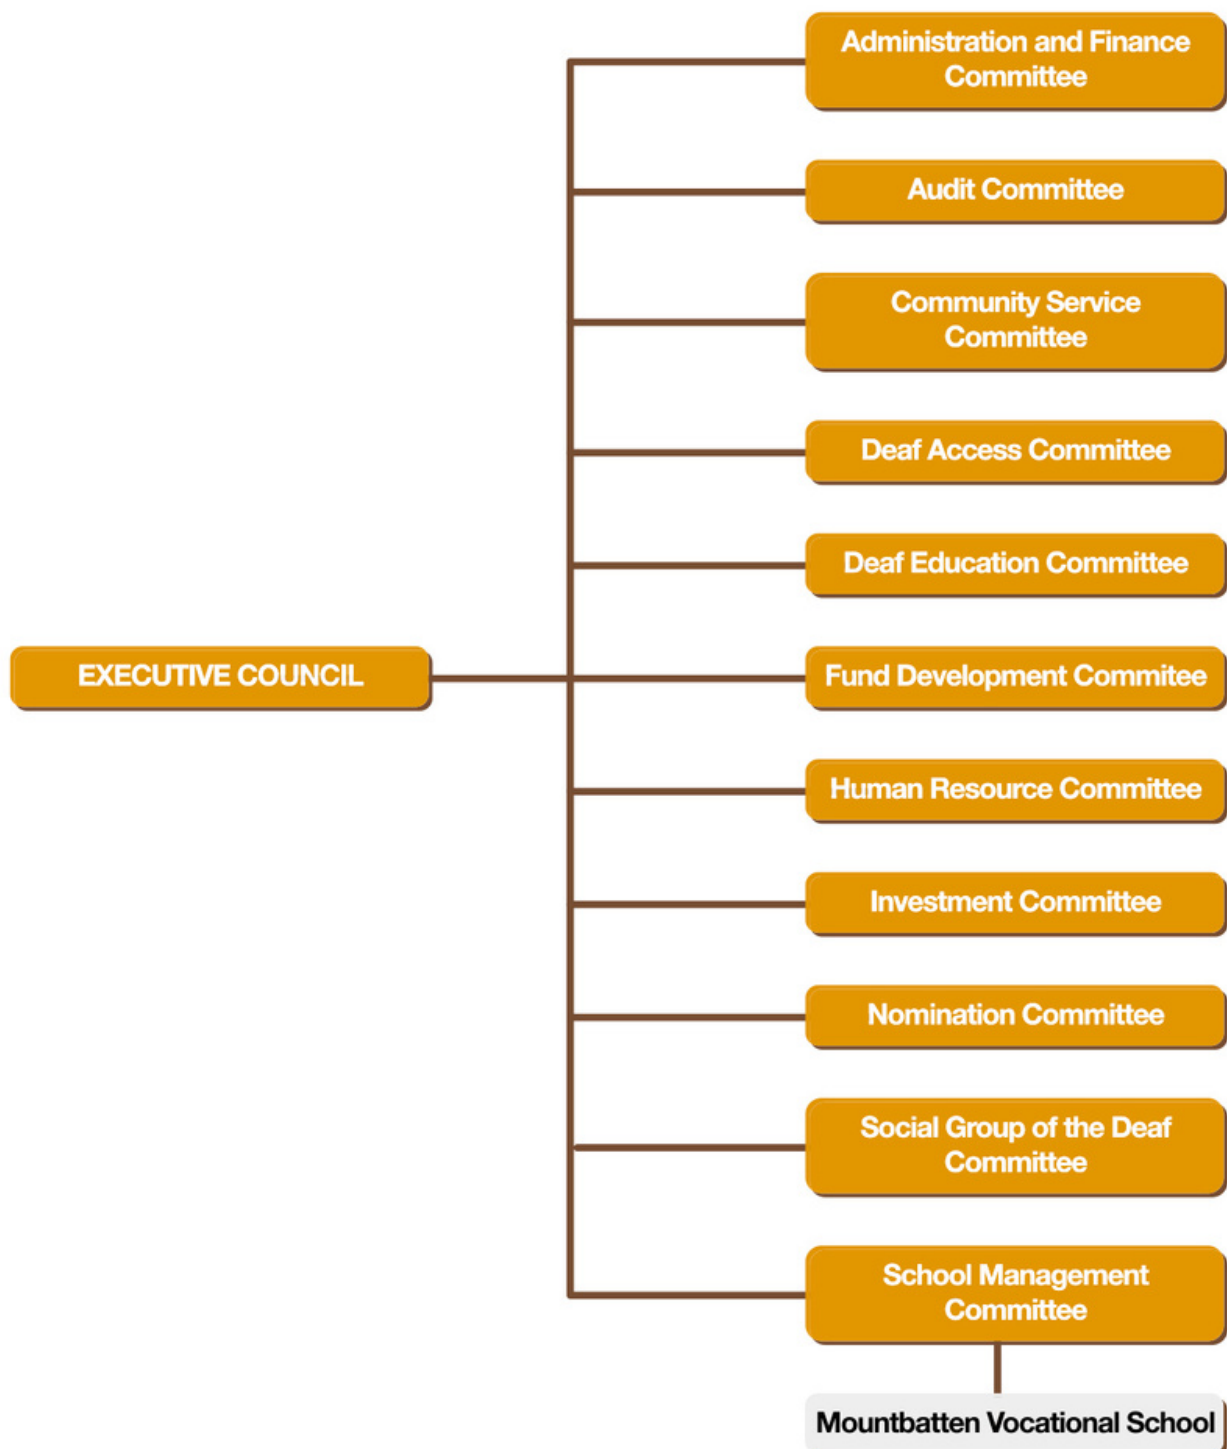 Administration and Finance
Committee
Audit Committee
Community Service
Committee
Deaf Access Committee
Deaf Education Committee
EXECUTIVE COUNCIL
Fund Development Commitee
Human Resource Committee
Investment Committee
Nomination Committee
Social Group of the Deaf
Committee
School Management
Committee
Mountbatten Vocational School